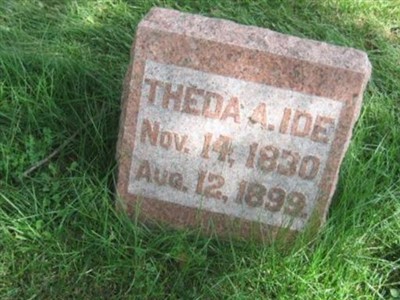 THEDA A. IDE
Nov. 14, 1830
Aug. 12, 1899.